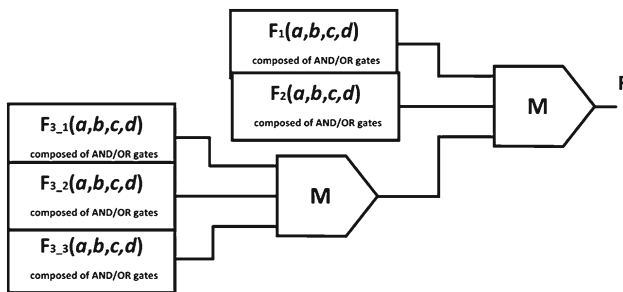 F₁(a,b,c,d)
composed of AND/OR gates
F₂(a,b,c,d)
composed of AND/OR gates
M
F
F₃_₁(a,b,c,d)
composed of AND/OR gates
F₃_₂(a,b,c,d)
composed of AND/OR gates
M
F₃_₃(a,b,c,d)
composed of AND/OR gates